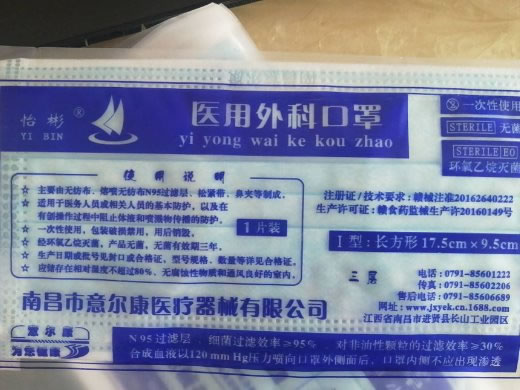 怡彬®
YI BIN
医用外科口罩
yi yong wai ke kou zhao
一次性使用
STERILE 无菌
STERILE EO
环氧乙烷灭菌
使用说明
☆ 主要由无纺布、熔喷无纺布N95过滤层、松紧带、鼻夹等制成。
☆ 适用于医务人员或相关人员的基本防护，以及在
有创操作过程中阻止体液和喷溅物传播的防护。
☆ 一次性使用，包装破损禁用，用后销毁。
☆ 经环氧乙烷灭菌，产品无菌，无菌有效期三年。
☆ 生产日期或批号见封口或合格证，型号规格、数量等详见合格证。
☆ 应储存在相对湿度不超过80%、无腐蚀性物质和通风良好的室内。
1片装
注册证/技术要求：赣械注准20162640222
生产许可证：赣食药监械生产许20160149号
I 型：长方形 17.5cm×9.5cm
三层
电话：0791-85601222
传真：0791-85602206
售后电话：0791-85606689
网址：www.jxyek.cn.1688.com
江西省南昌市进贤县长山工业园区
南昌市意尔康医疗器械有限公司
意尔康
为您健康
N95过滤层、细菌过滤效率≥95% 对非油性颗粒的过滤效率≥30%
合成血液以120mm Hg压力喷向口罩外侧面后，口罩内侧不应出现渗透